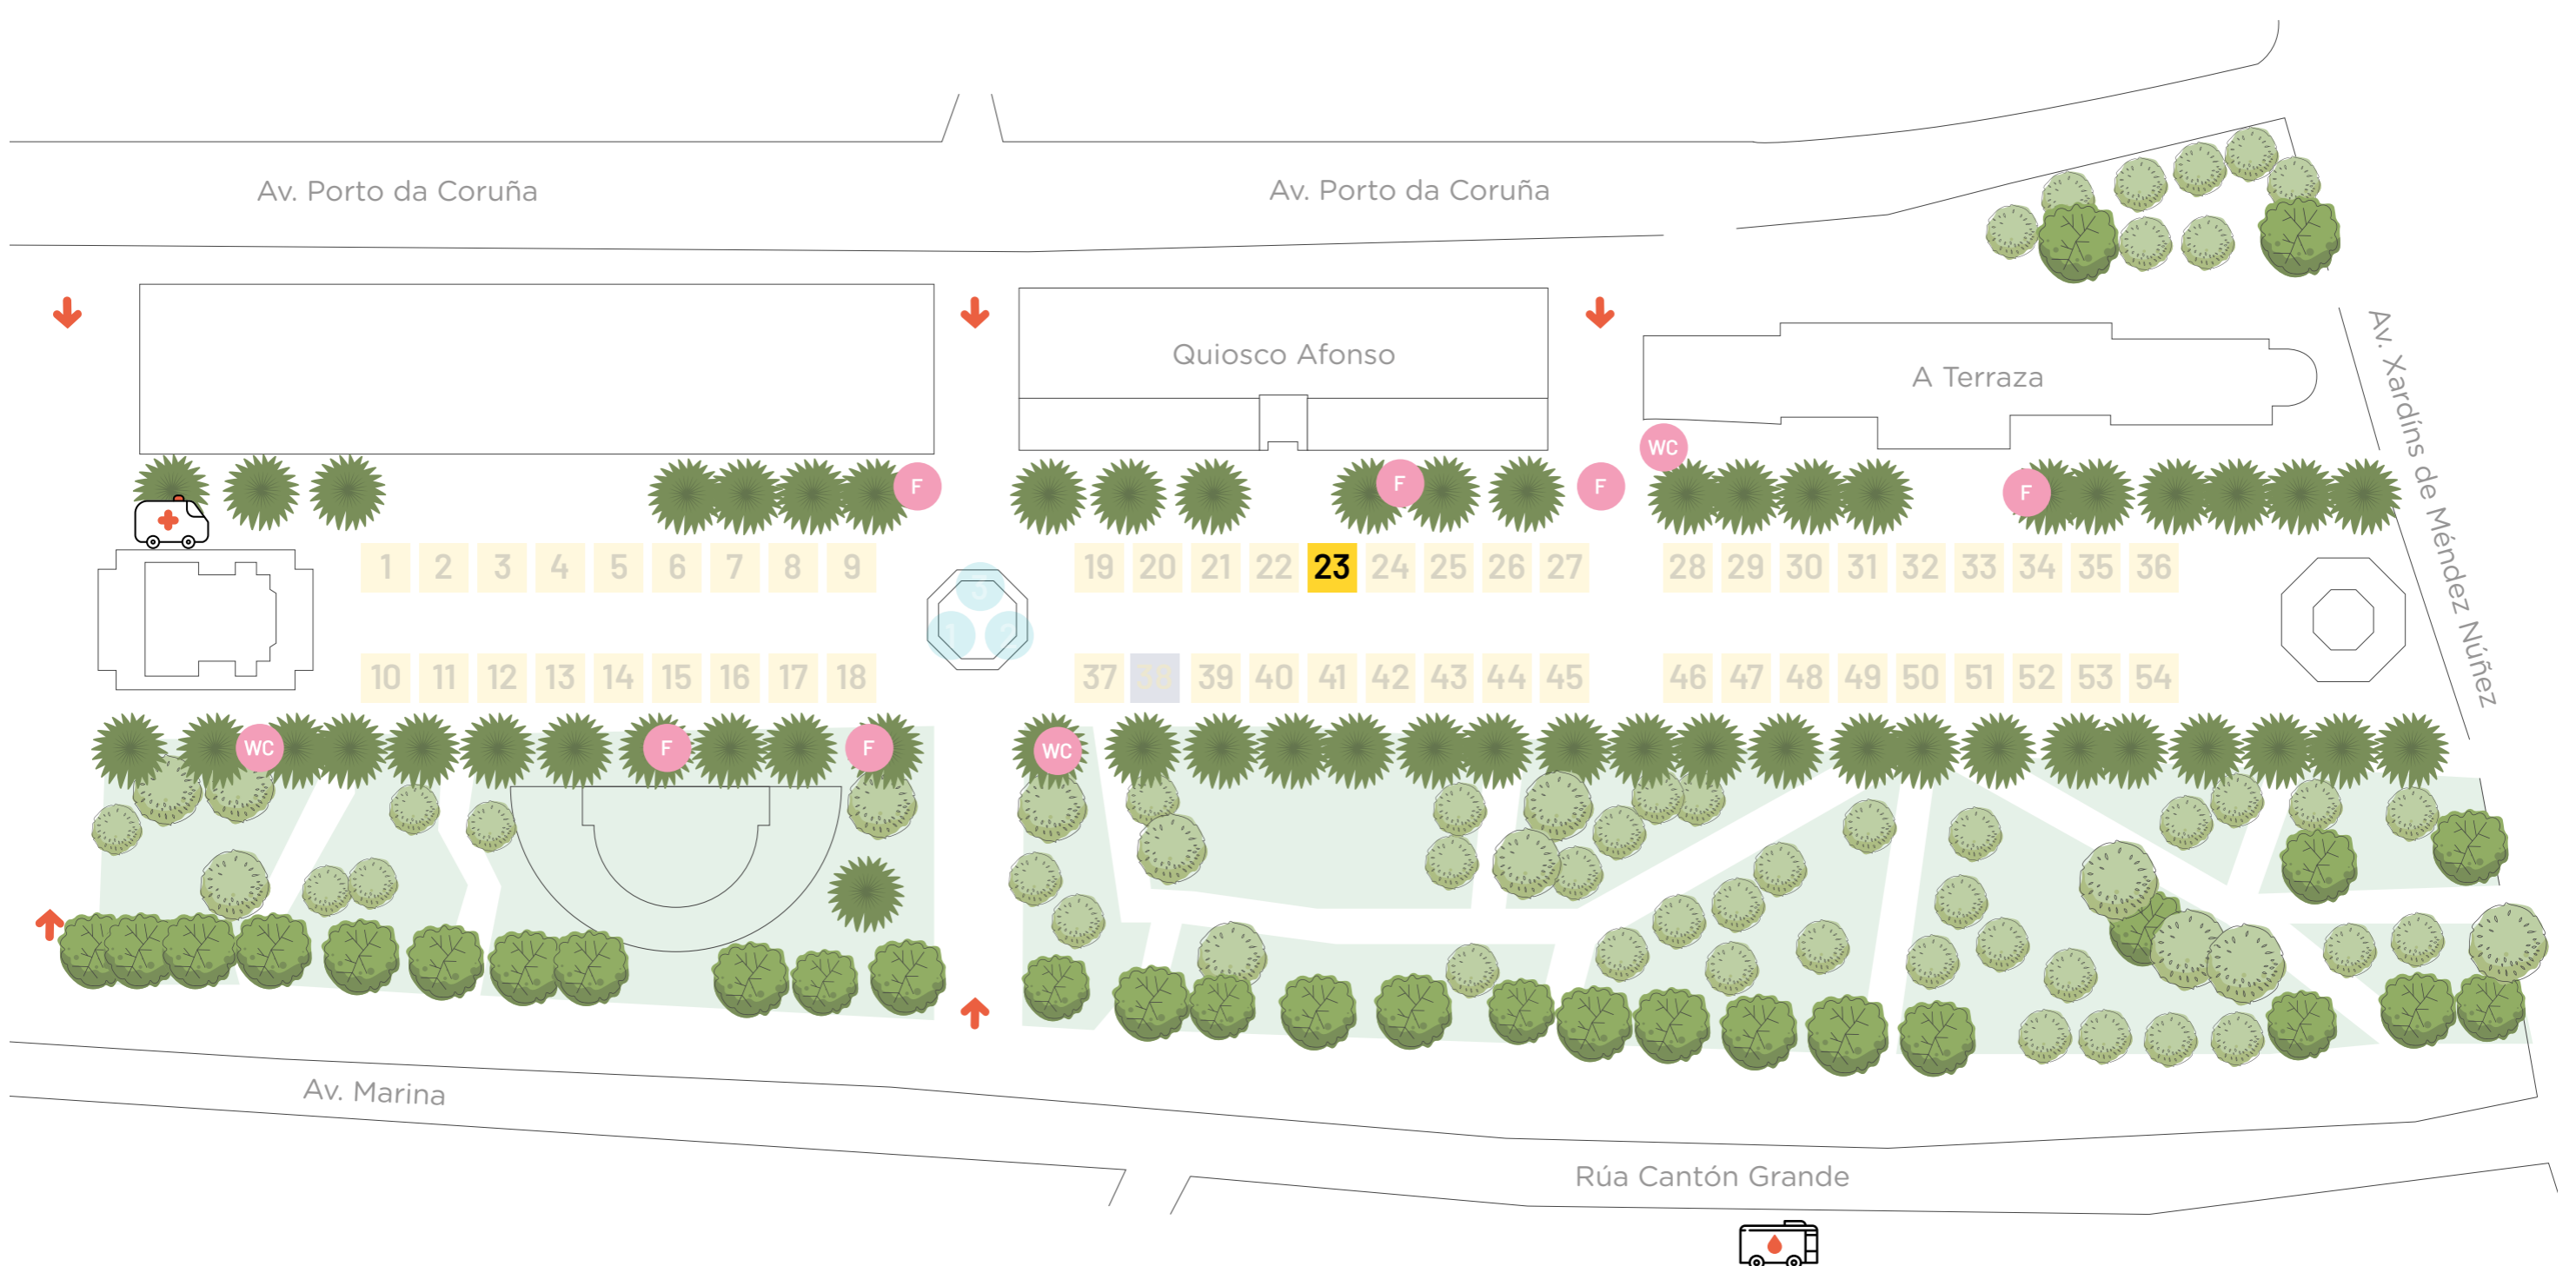 Av. Porto da Coruña
Av. Porto da Coruña
Quiosco Afonso
A Terraza
Av. Xardíns de Méndez Núñez
WC
F
F
F
F
1 2 3 4 5 6 7 8 9
19 20 21 22 23 24 25 26 27
28 29 30 31 32 33 34 35 36
3
1 2
10 11 12 13 14 15 16 17 18
37 38 39 40 41 42 43 44 45
46 47 48 49 50 51 52 53 54
WC
F
F
WC
Av. Marina
Rúa Cantón Grande